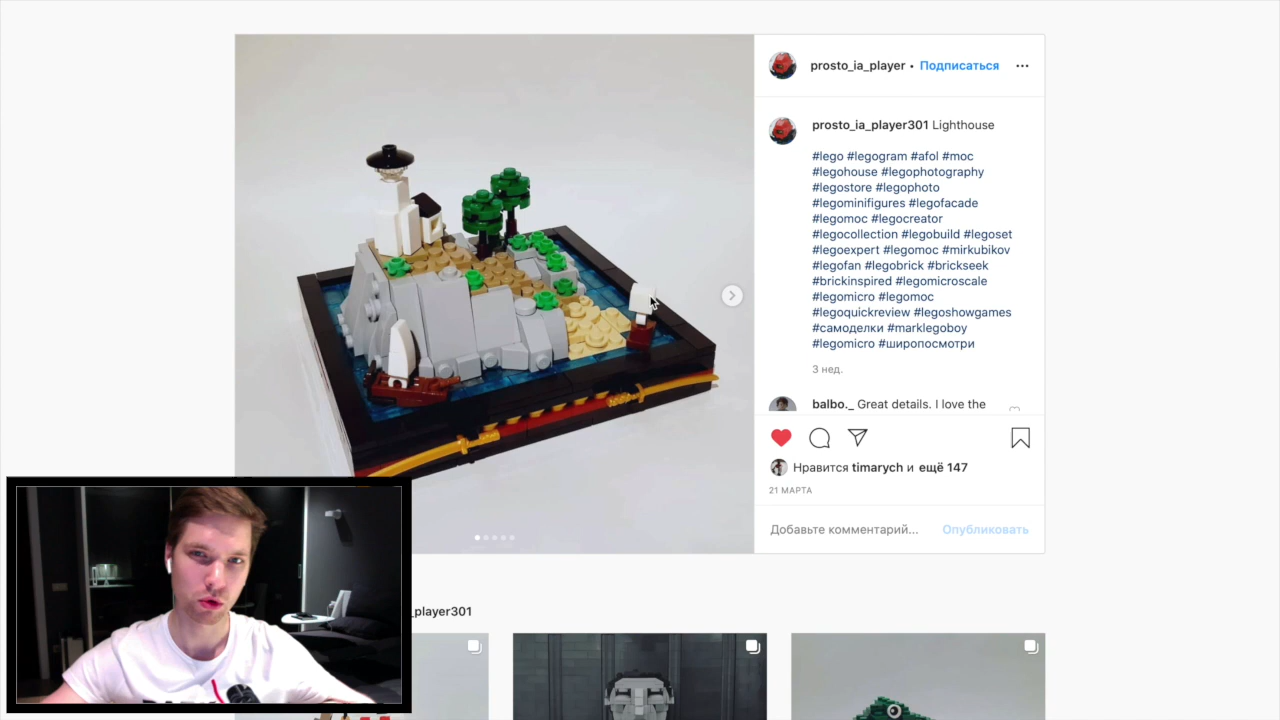 prosto_ia_player • Подписаться
prosto_ia_player301 Lighthouse
#lego #legogram #afol #moc
#legohouse #legophotography
#legostore #legophoto
#legominifigures #legofacade
#legomoc #legocreator
#legocollection #legobuild #legoset
#legoexpert #legomoc #mirkubikov
#legofan #legobrick #brickseek
#brickinspired #legomicroscale
#legomicro #legomoc
#legoquickreview #legoshowgames
#самоделки #marklegoboy
#legomicro #широпосмотри
3 нед.
balbo._ Great details. I love the
Нравится timarych и ещё 147
21 МАРТА
Добавьте комментарий... Опубликовать
_player301